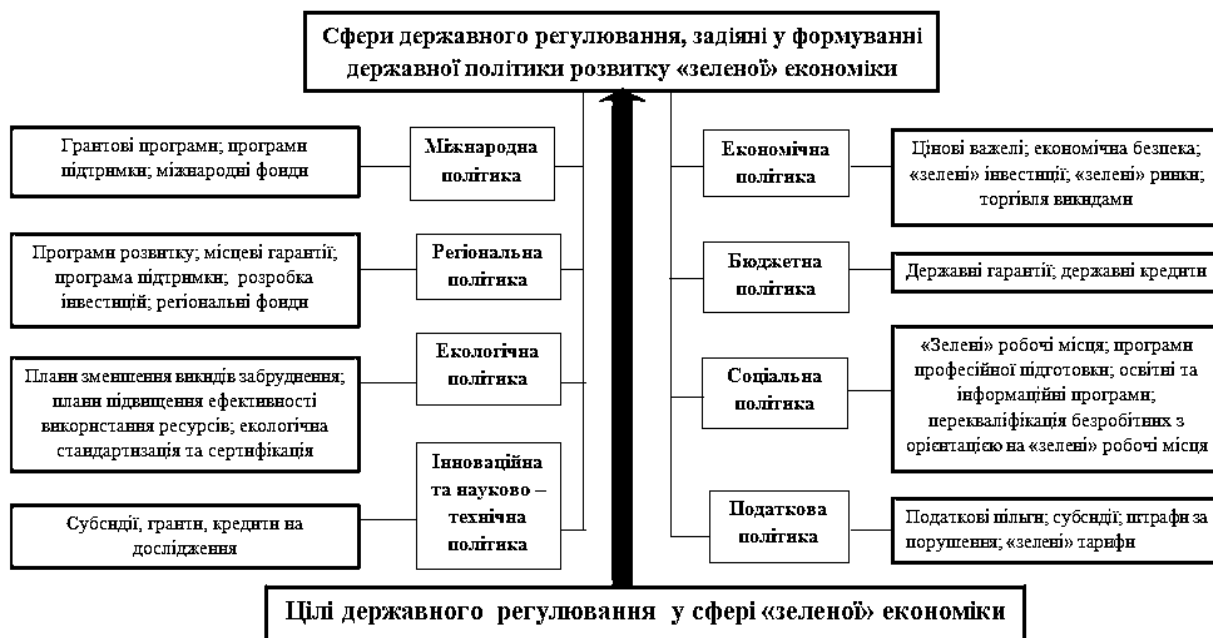 Сфери державного регулювання, задіяні у формуванні
державної політики розвитку «зеленої» економіки
Грантові програми; програми
підтримки; міжнародні фонди
Міжнародна
політика
Економічна
політика
Цінові важелі; економічна безпека;
«зелені» інвестиції; «зелені» ринки;
торгівля викидами
Програми розвитку; місцеві гарантії;
програма підтримки; розробка
інвестицій; регіональні фонди
Регіональна
політика
Бюджетна
політика
Державні гарантії; державні кредити
Плани зменшення викидів забруднення;
плани підвищення ефективності
використання ресурсів; екологічна
стандартизація та сертифікація
Екологічна
політика
Соціальна
політика
«Зелені» робочі місця; програми
професійної підготовки; освітні та
інформаційні програми;
перекваліфікація безробітних з
орієнтацією на «зелені» робочі місця
Субсидії, гранти, кредити на
дослідження
Інноваційна
та науково –
технічна
політика
Податкова
політика
Податкові пільги; субсидії; штрафи за
порушення; «зелені» тарифи
Цілі державного регулювання у сфері «зеленої» економіки